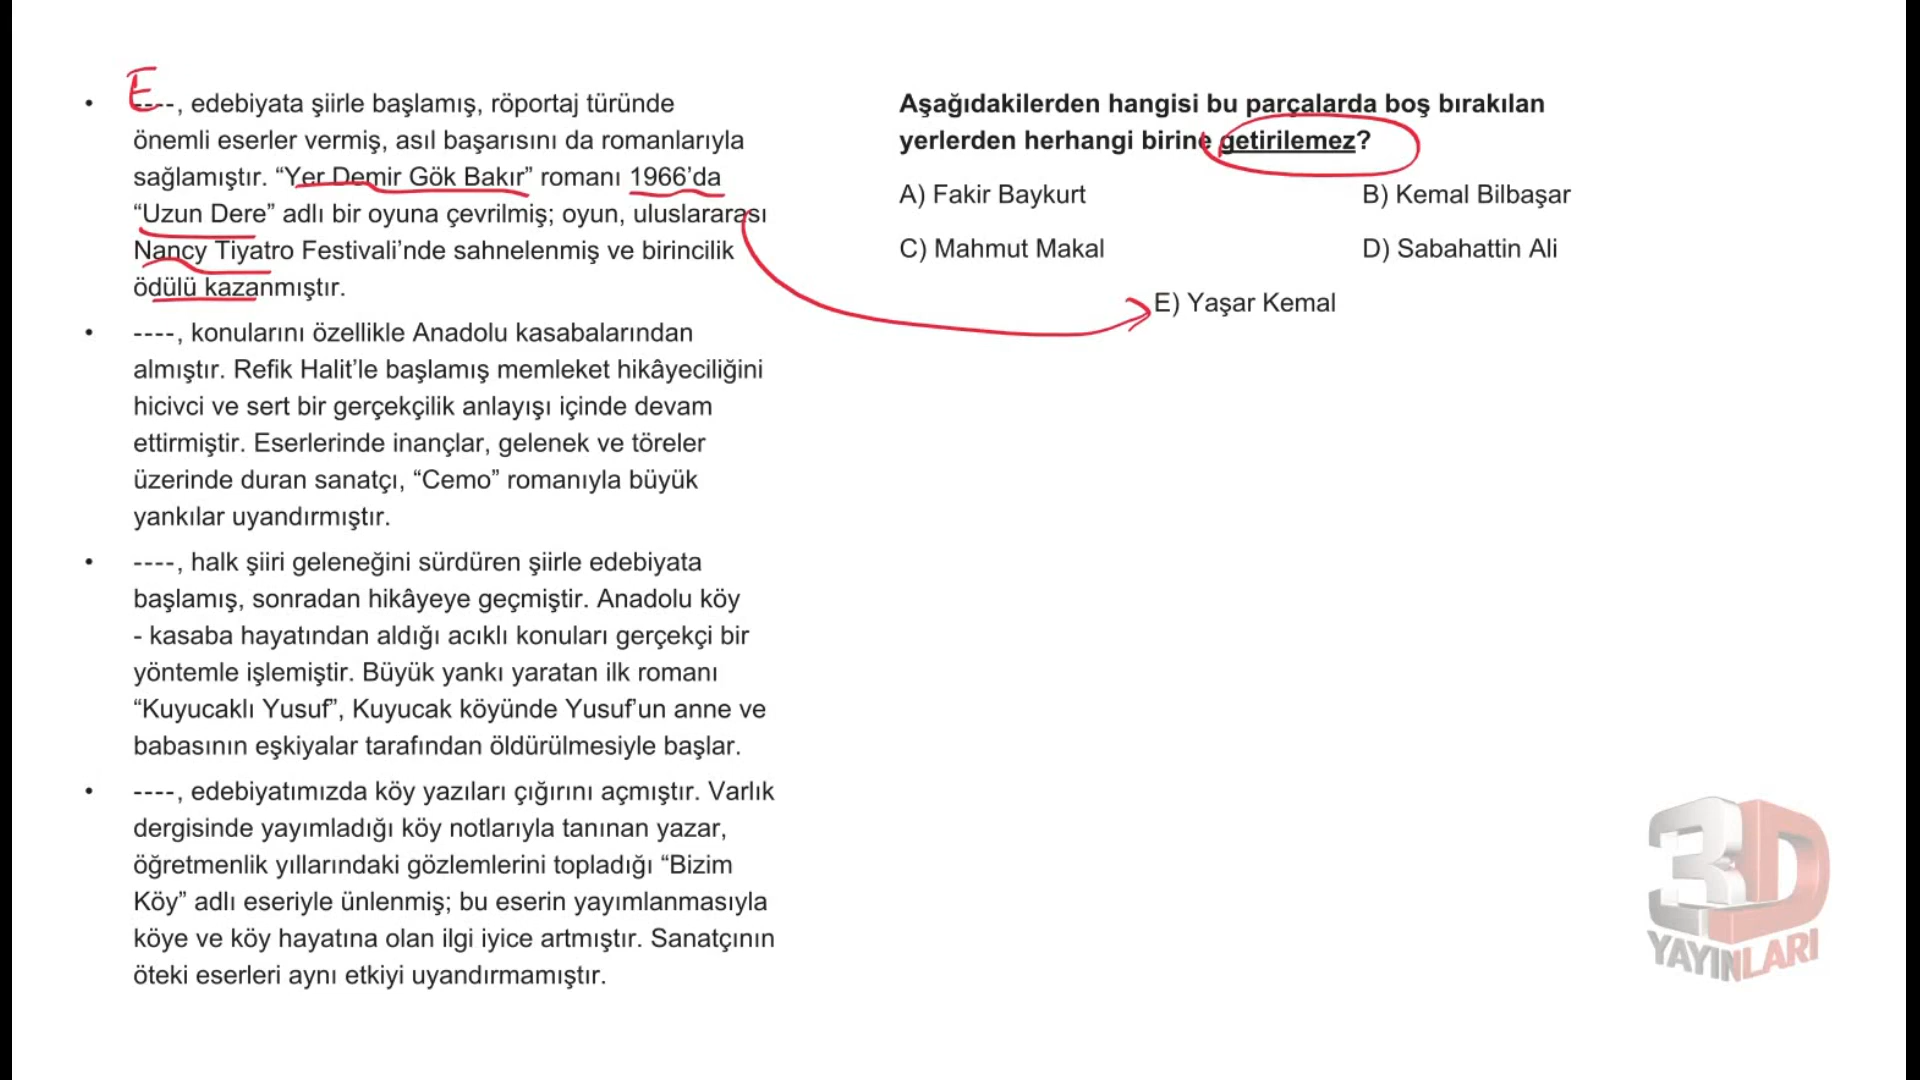 E
• ----, edebiyata şiirle başlamış, röportaj türünde
önemli eserler vermiş, asıl başarısını da romanlarıyla
sağlamıştır. “Yer Demir Gök Bakır” romanı 1966’da
“Uzun Dere” adlı bir oyuna çevrilmiş; oyun, uluslararası
Nancy Tiyatro Festivali’nde sahnelenmiş ve birincilik
ödülü kazanmıştır.
• ----, konularını özellikle Anadolu kasabalarından
almıştır. Refik Halit’le başlamış memleket hikâyeciliğini
hicivci ve sert bir gerçekçilik anlayışı içinde devam
ettirmiştir. Eserlerinde inançlar, gelenek ve töreler
üzerinde duran sanatçı, “Cemo” romanıyla büyük
yankılar uyandırmıştır.
• ----, halk şiiri geleneğini sürdüren şiirle edebiyata
başlamış, sonradan hikâyeye geçmiştir. Anadolu köy
- kasaba hayatından aldığı acıklı konuları gerçekçi bir
yöntemle işlemiştir. Büyük yankı yaratan ilk romanı
“Kuyucaklı Yusuf”, Kuyucak köyünde Yusuf’un anne ve
babasının eşkiyalar tarafından öldürülmesiyle başlar.
• ----, edebiyatımızda köy yazıları çığırını açmıştır. Varlık
dergisinde yayımladığı köy notlarıyla tanınan yazar,
öğretmenlik yıllarındaki gözlemlerini topladığı “Bizim
Köy” adlı eseriyle ünlenmiş; bu eserin yayımlanmasıyla
köye ve köy hayatına olan ilgi iyice artmıştır. Sanatçının
öteki eserleri aynı etkiyi uyandırmamıştır.
Aşağıdakilerden hangisi bu parçalarda boş bırakılan
yerlerden herhangi birine getirilemez?
A) Fakir Baykurt B) Kemal Bilbaşar
C) Mahmut Makal D) Sabahattin Ali
E) Yaşar Kemal
3D
YAYINLARI